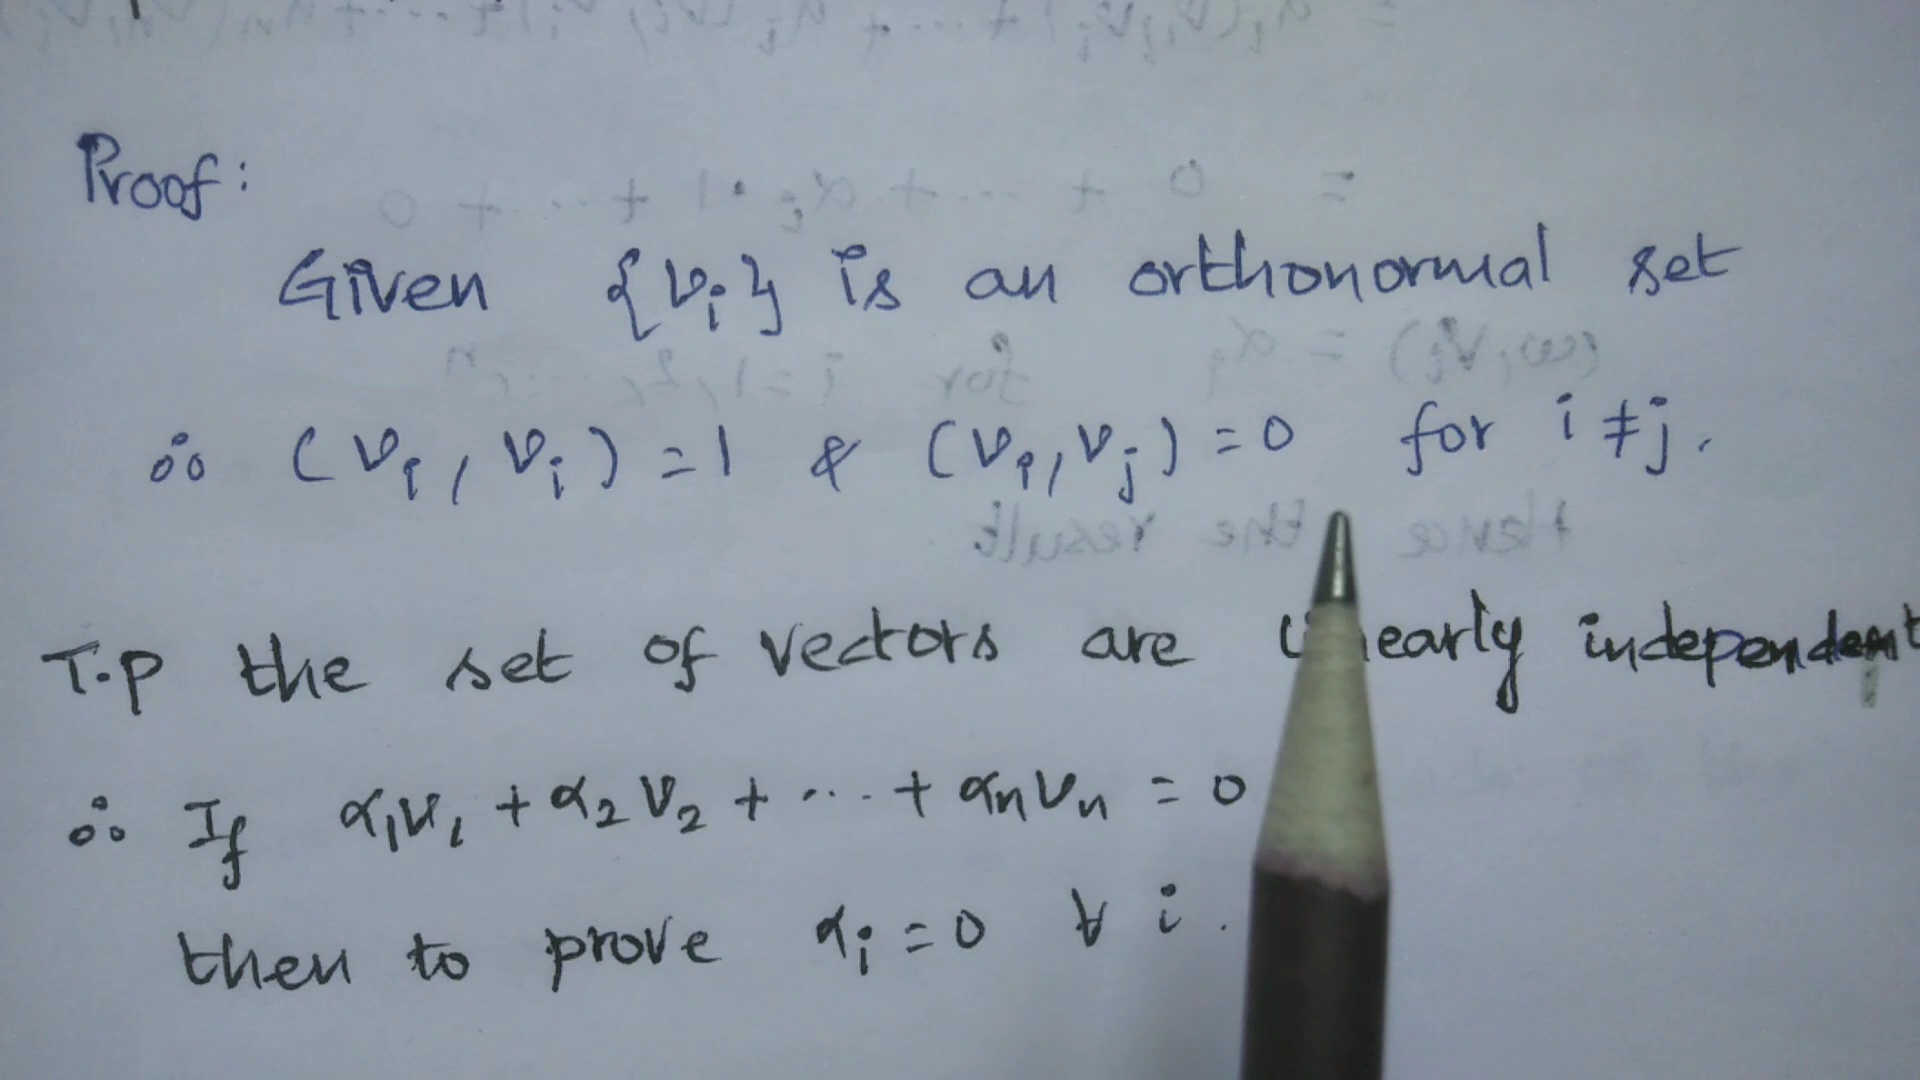 Proof:
Given {vi} is an orthonormal set
∴ (vi, vi) = 1 & (vi, vj) = 0 for i ≠ j.
T.P the set of vectors are linearly independent
∴ If α₁v₁ + α₂v₂ + ... + αnvn = 0
then to prove αi = 0 ∀ i.